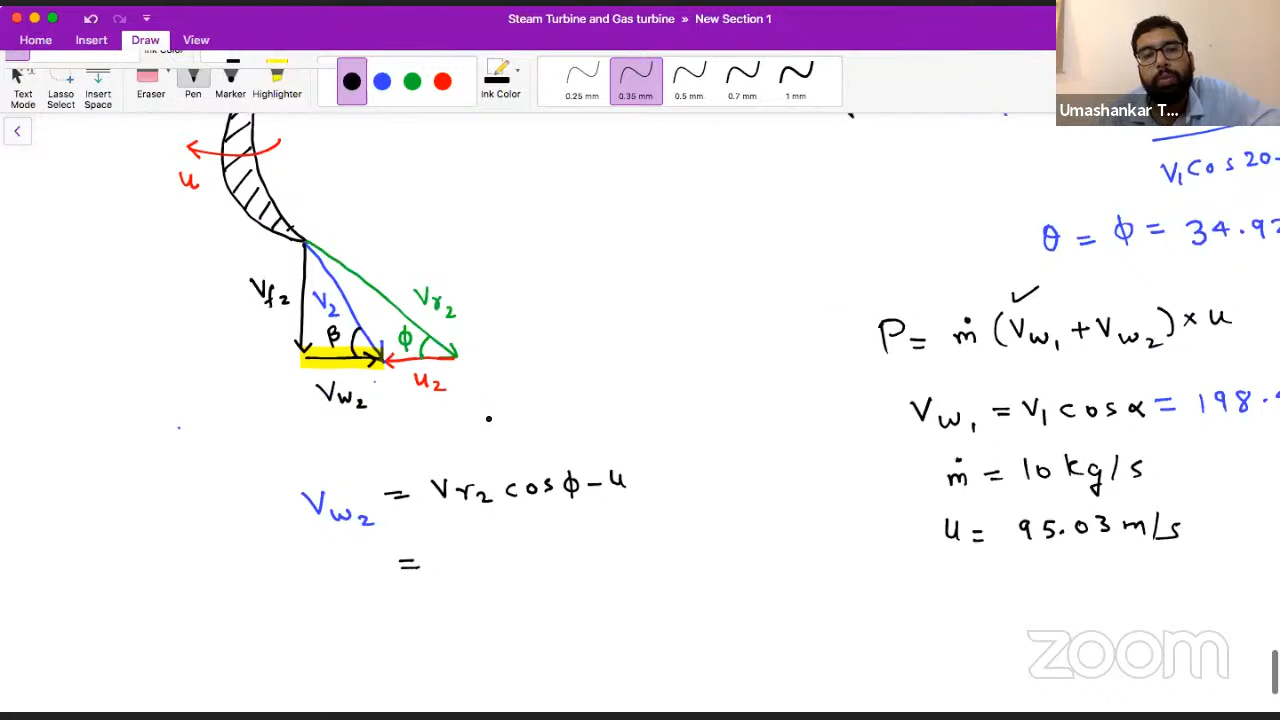 Steam Turbine and Gas turbine » New Section 1
Home Insert Draw View
Text Mode
Lasso Select
Insert Space
Eraser
Pen
Marker
Highlighter
Ink Color
0.25 mm
0.35 mm
0.5 mm
0.7 mm
1 mm
Umashankar T...
u
Vf2
V2
Vr2
β
φ
Vw2
u2
Vw2 = Vr2 cosφ – u
=
V1 cos 20
θ = φ = 34.92
P = ṁ (Vw1 + Vw2) × u
Vw1 = V1 cos α = 198.
ṁ = 10 kg/s
u = 95.03 m/s
zoom